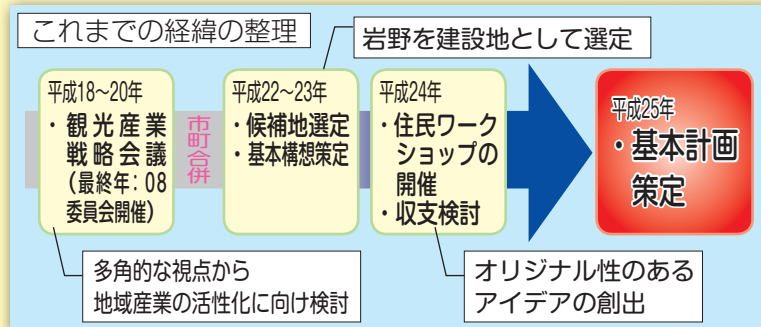 これまでの経緯の整理
岩野を建設地として選定
平成18～20年
・観光産業
戦略会議
（最終年：08
委員会開催）
市町合併
平成22～23年
・候補地選定
・基本構想策定
平成24年
・住民ワーク
ショップの
開催
・収支検討
平成25年
・基本計画
策定
多角的な視点から
地域産業の活性化に向け検討
オリジナル性のある
アイデアの創出